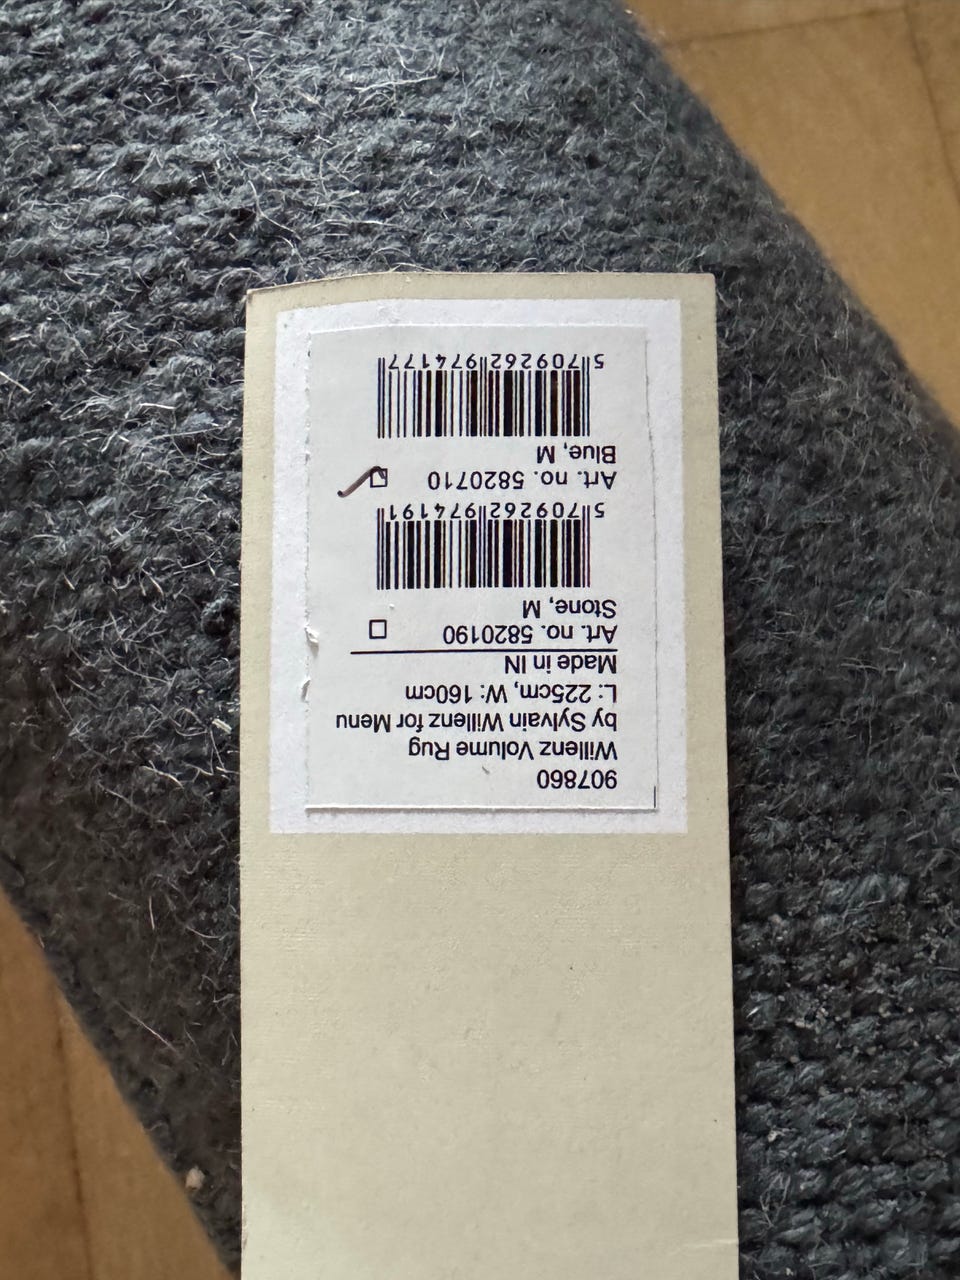 907860
Willenz Volume Rug
by Sylvain Willenz for Menu
L: 225cm, W: 160cm
Made in IN
Art. no. 5820190
Stone, M
5 709262 974191
Art. no. 5820710
Blue, M
5 709262 974177